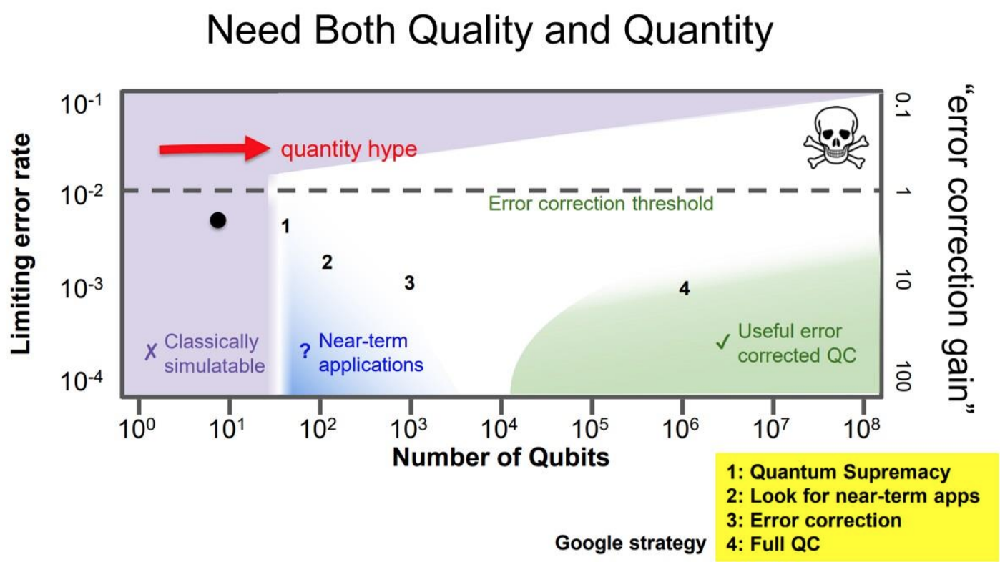 Need Both Quality and Quantity
10⁻¹
10⁻²
10⁻³
10⁻⁴
Limiting error rate
quantity hype
Error correction threshold
1
2
3
4
✗ Classically
simulatable
? Near-term
applications
✓ Useful error
corrected QC
0.1
1
10
100
“error correction gain”
10⁰ 10¹ 10² 10³ 10⁴ 10⁵ 10⁶ 10⁷ 10⁸
Number of Qubits
Google strategy
1: Quantum Supremacy
2: Look for near-term apps
3: Error correction
4: Full QC